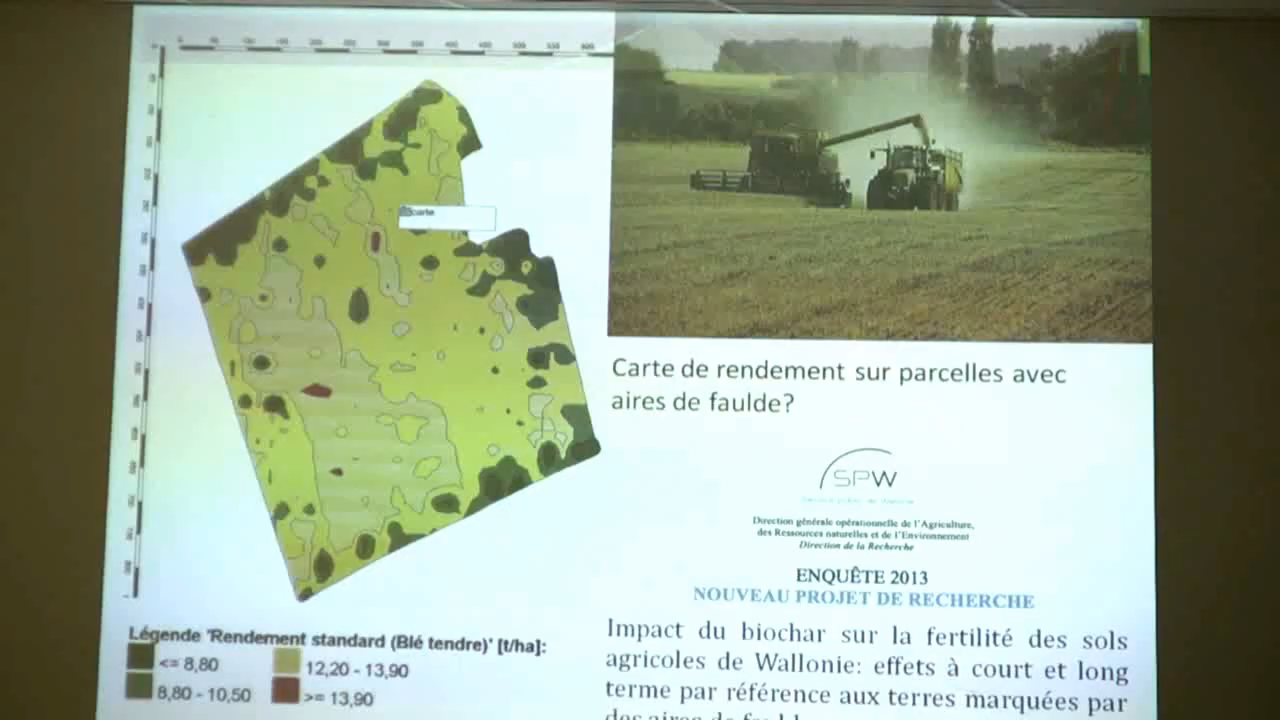 carte
Carte de rendement sur parcelles avec
aires de faulde?
SPW
Direction générale opérationnelle de l'Agriculture,
des Ressources naturelles et de l'Environnement
Direction de la Recherche
ENQUÊTE 2013
NOUVEAU PROJET DE RECHERCHE
Impact du biochar sur la fertilité des sols
agricoles de Wallonie: effets à court et long
terme par référence aux terres marquées par
des aires de
Légende 'Rendement standard (Blé tendre)' [t/ha]:
<= 8,80
12,20 - 13,90
8,80 - 10,50
>= 13,90